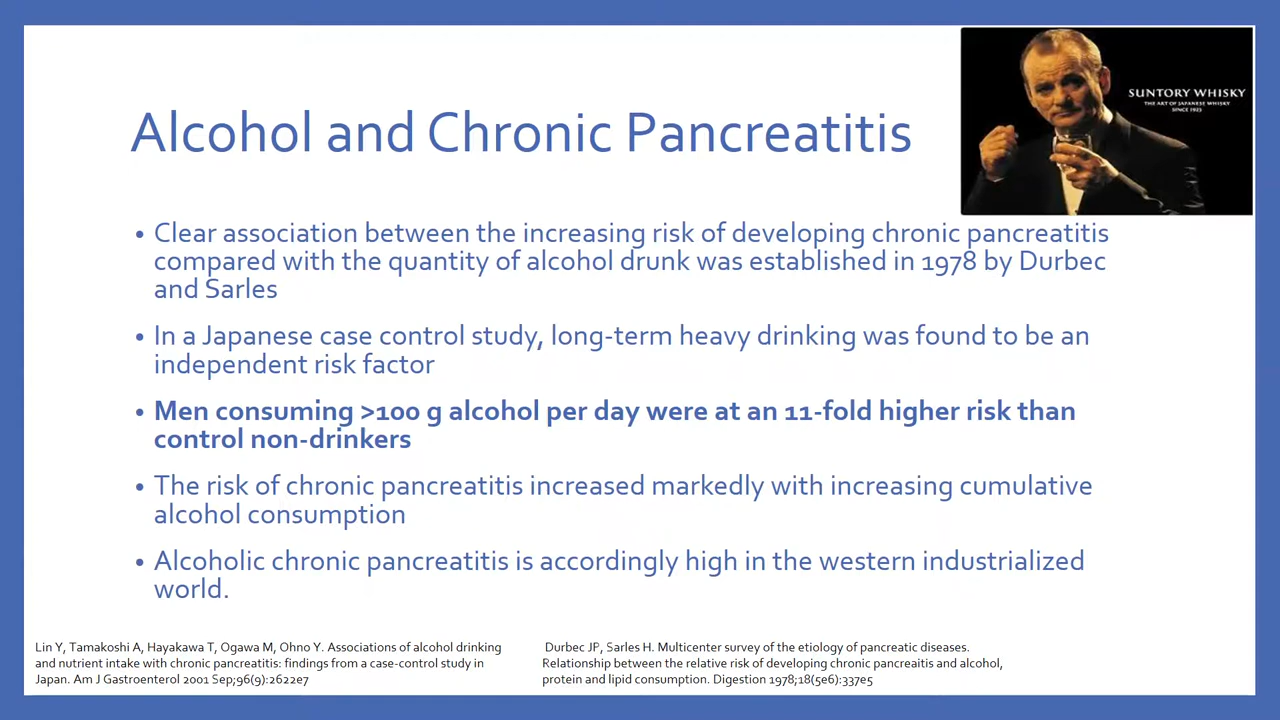 SUNTORY WHISKY
THE ART OF JAPANESE WHISKY
SINCE 1923
Alcohol and Chronic Pancreatitis
• Clear association between the increasing risk of developing chronic pancreatitis
compared with the quantity of alcohol drunk was established in 1978 by Durbec
and Sarles
• In a Japanese case control study, long-term heavy drinking was found to be an
independent risk factor
• Men consuming >100 g alcohol per day were at an 11-fold higher risk than
control non-drinkers
• The risk of chronic pancreatitis increased markedly with increasing cumulative
alcohol consumption
• Alcoholic chronic pancreatitis is accordingly high in the western industrialized
world.
Lin Y, Tamakoshi A, Hayakawa T, Ogawa M, Ohno Y. Associations of alcohol drinking
and nutrient intake with chronic pancreatitis: findings from a case-control study in
Japan. Am J Gastroenterol 2001 Sep;96(9):2622e7
Durbec JP, Sarles H. Multicenter survey of the etiology of pancreatic diseases.
Relationship between the relative risk of developing chronic pancreaitis and alcohol,
protein and lipid consumption. Digestion 1978;18(5e6):337e5